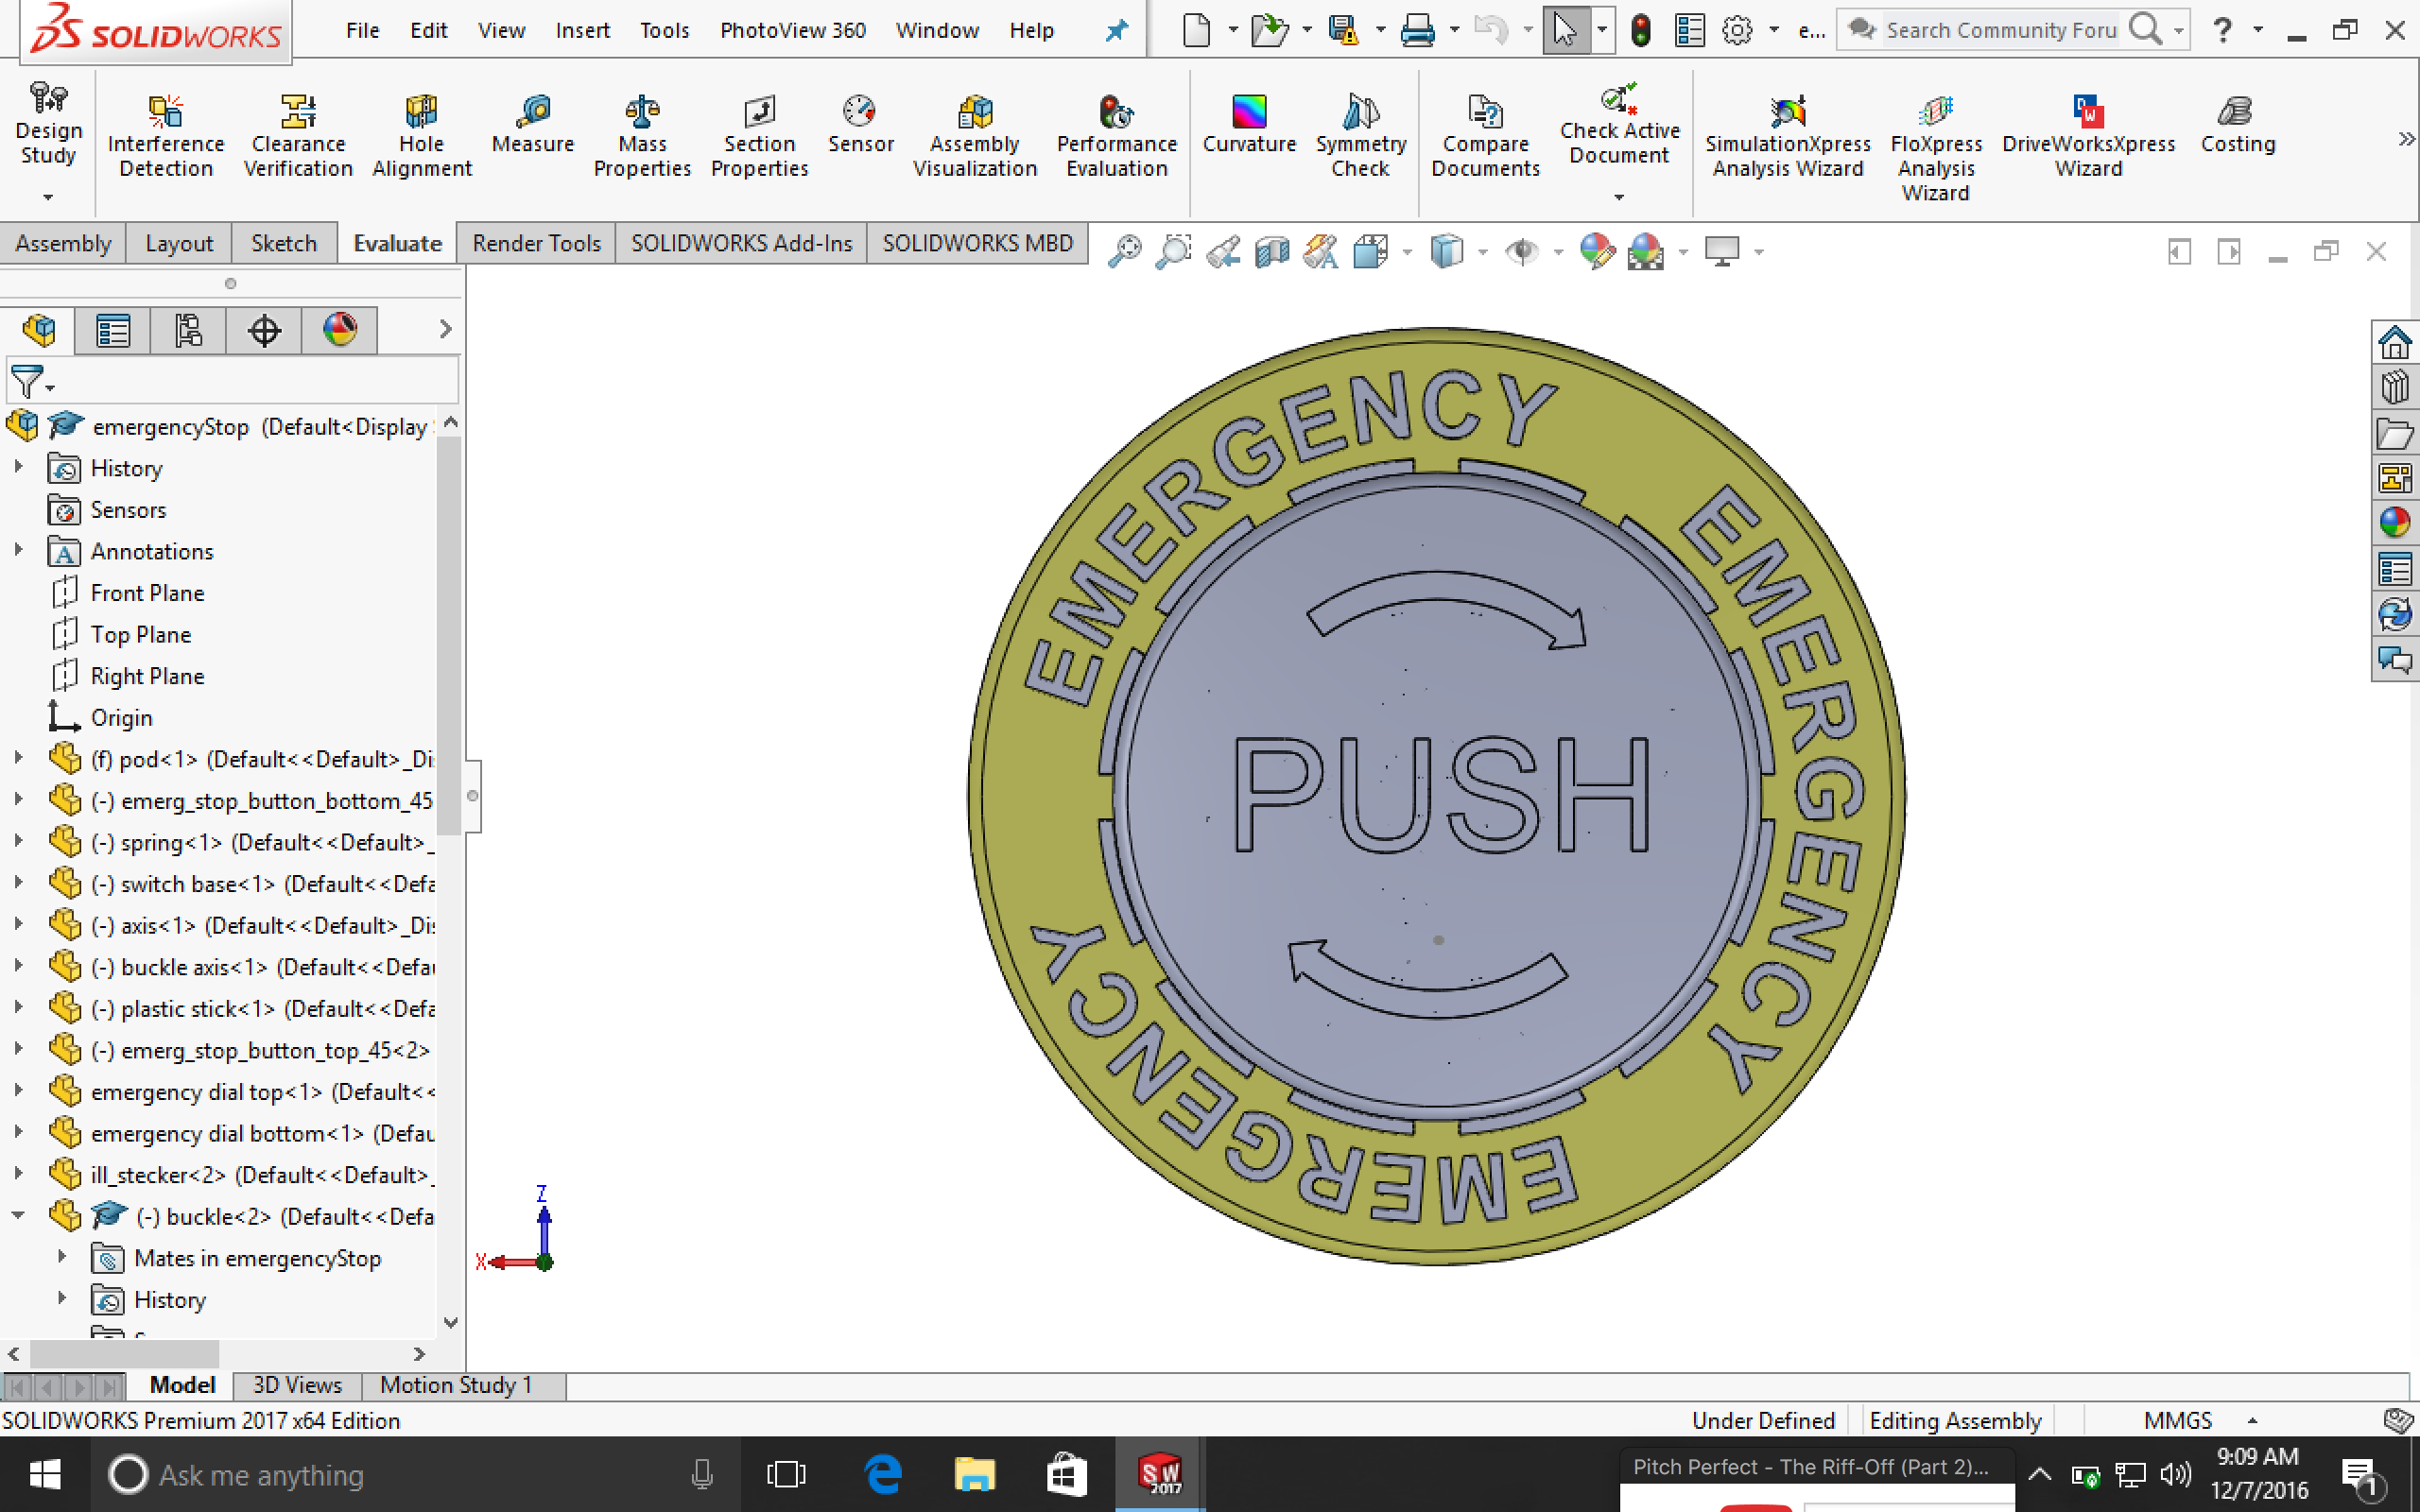 SOLIDWORKS
File Edit View Insert Tools PhotoView 360 Window Help
e...
Search Community Foru
?
Design Study
Interference Detection
Clearance Verification
Hole Alignment
Measure
Mass Properties
Section Properties
Sensor
Assembly Visualization
Performance Evaluation
Curvature
Symmetry Check
Compare Documents
Check Active Document
SimulationXpress Analysis Wizard
FloXpress Analysis Wizard
DriveWorksXpress Wizard
Costing
Assembly Layout Sketch Evaluate Render Tools SOLIDWORKS Add-Ins SOLIDWORKS MBD
emergencyStop (Default<Display
History
Sensors
Annotations
Front Plane
Top Plane
Right Plane
Origin
(f) pod<1> (Default<<Default>_Di
(-) emerg_stop_button_bottom_45
(-) spring<1> (Default<<Default>_
(-) switch base<1> (Default<<Defa
(-) axis<1> (Default<<Default>_Di
(-) buckle axis<1> (Default<<Defau
(-) plastic stick<1> (Default<<Defa
(-) emerg_stop_button_top_45<2>
emergency dial top<1> (Default<<
emergency dial bottom<1> (Defau
ill_stecker<2> (Default<<Default>_
(-) buckle<2> (Default<<Defa
Mates in emergencyStop
History
EMERGENCY
EMERGENCY
EMERGENCY
PUSH
Z
X
Model 3D Views Motion Study 1
SOLIDWORKS Premium 2017 x64 Edition
Under Defined Editing Assembly MMGS
Ask me anything
SW 2017
Pitch Perfect - The Riff-Off (Part 2)...
9:09 AM
12/7/2016
1